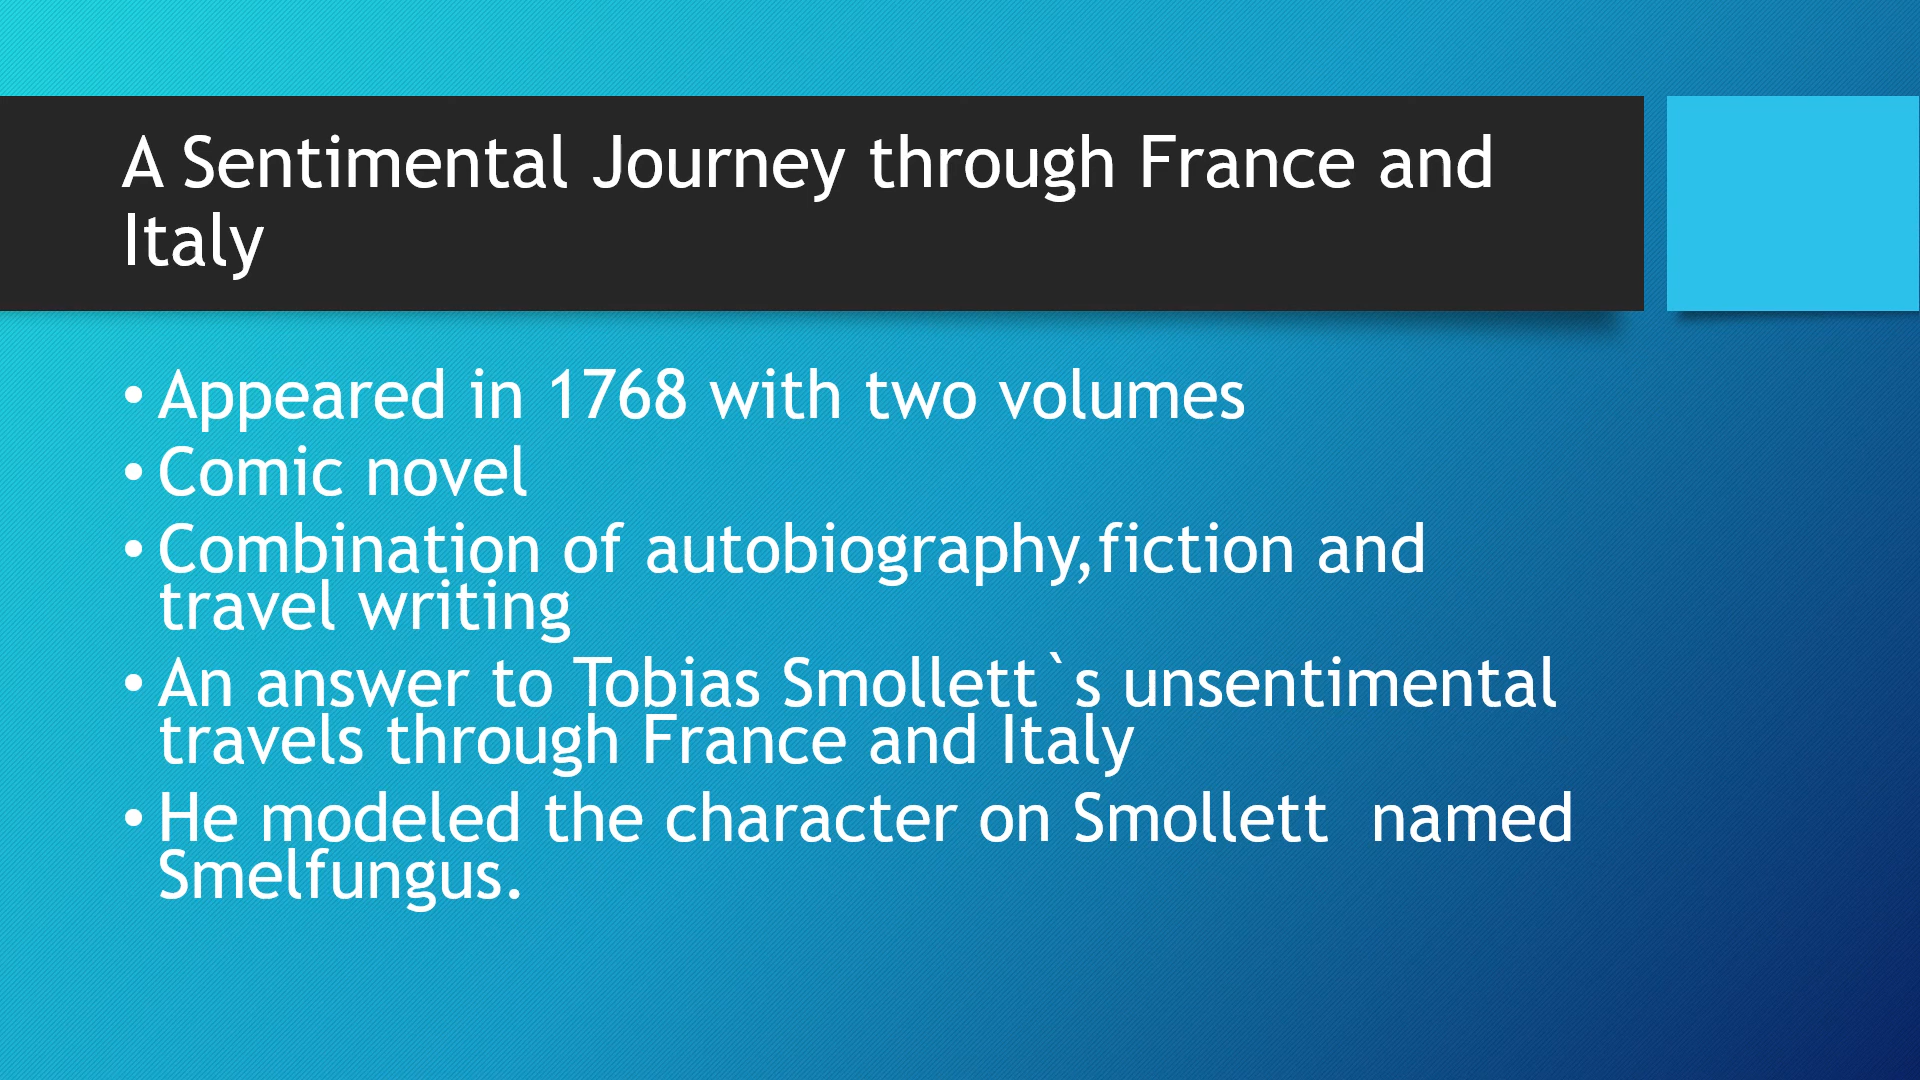 A Sentimental Journey through France and
Italy
• Appeared in 1768 with two volumes
• Comic novel
• Combination of autobiography,fiction and
travel writing
• An answer to Tobias Smollett`s unsentimental
travels through France and Italy
• He modeled the character on Smollett  named
Smelfungus.